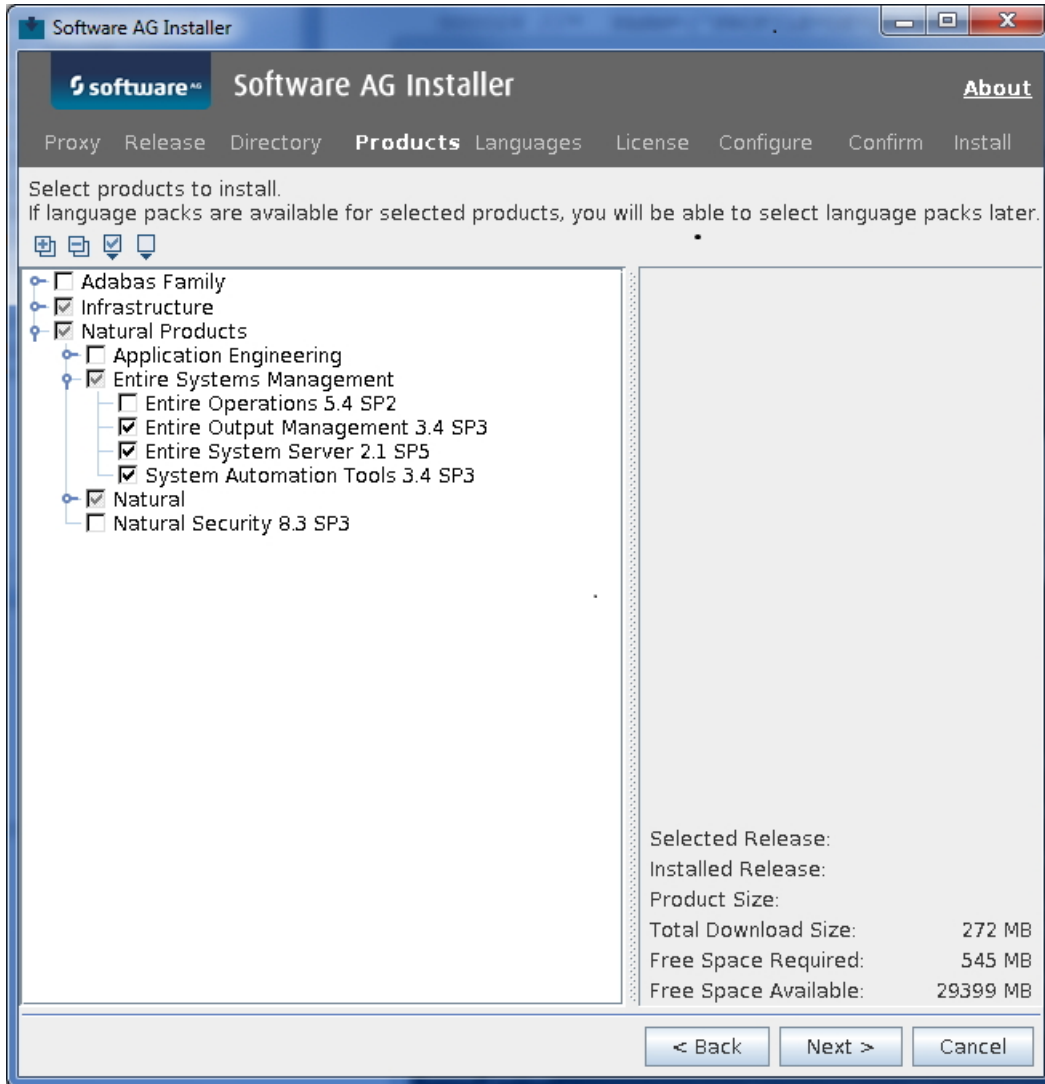 Software AG Installer
software AG
Software AG Installer
About
Proxy Release Directory Products Languages License Configure Confirm Install
Select products to install.
If language packs are available for selected products, you will be able to select language packs later.
Adabas Family
Infrastructure
Natural Products
Application Engineering
Entire Systems Management
Entire Operations 5.4 SP2
Entire Output Management 3.4 SP3
Entire System Server 2.1 SP5
System Automation Tools 3.4 SP3
Natural
Natural Security 8.3 SP3
Selected Release:
Installed Release:
Product Size:
Total Download Size: 272 MB
Free Space Required: 545 MB
Free Space Available: 29399 MB
< Back Next > Cancel